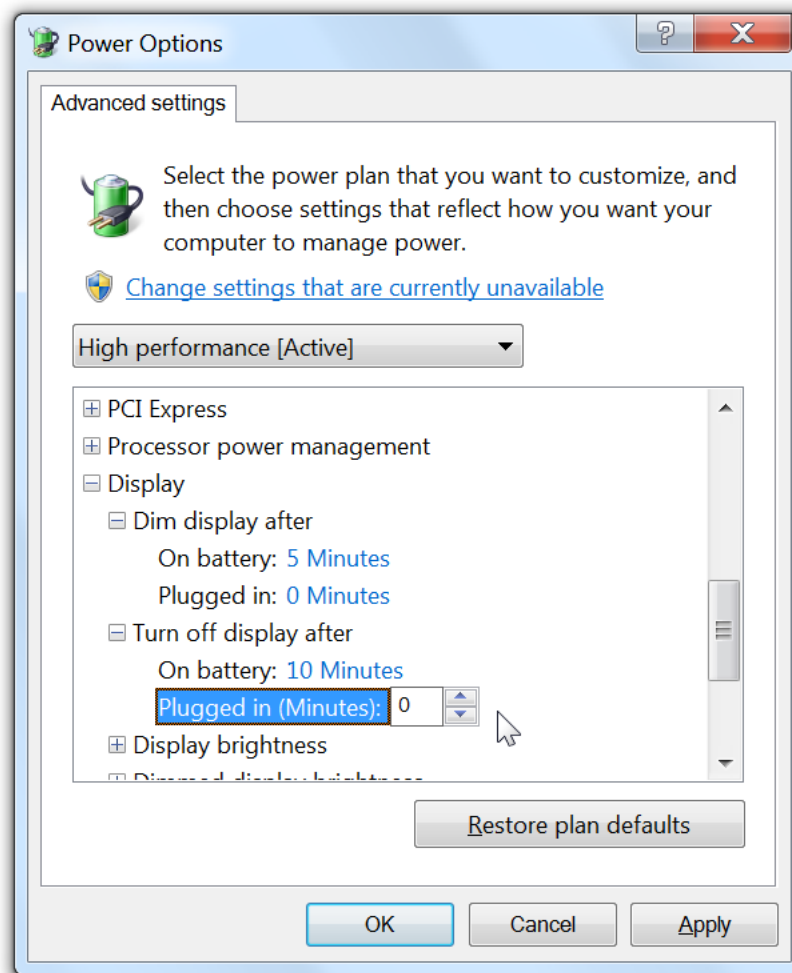 Power Options
Advanced settings
Select the power plan that you want to customize, and
then choose settings that reflect how you want your
computer to manage power.
Change settings that are currently unavailable
High performance [Active]
PCI Express
Processor power management
Display
Dim display after
On battery: 5 Minutes
Plugged in: 0 Minutes
Turn off display after
On battery: 10 Minutes
Plugged in (Minutes): 0
Display brightness
Dimmed display brightness
Restore plan defaults
OK Cancel Apply